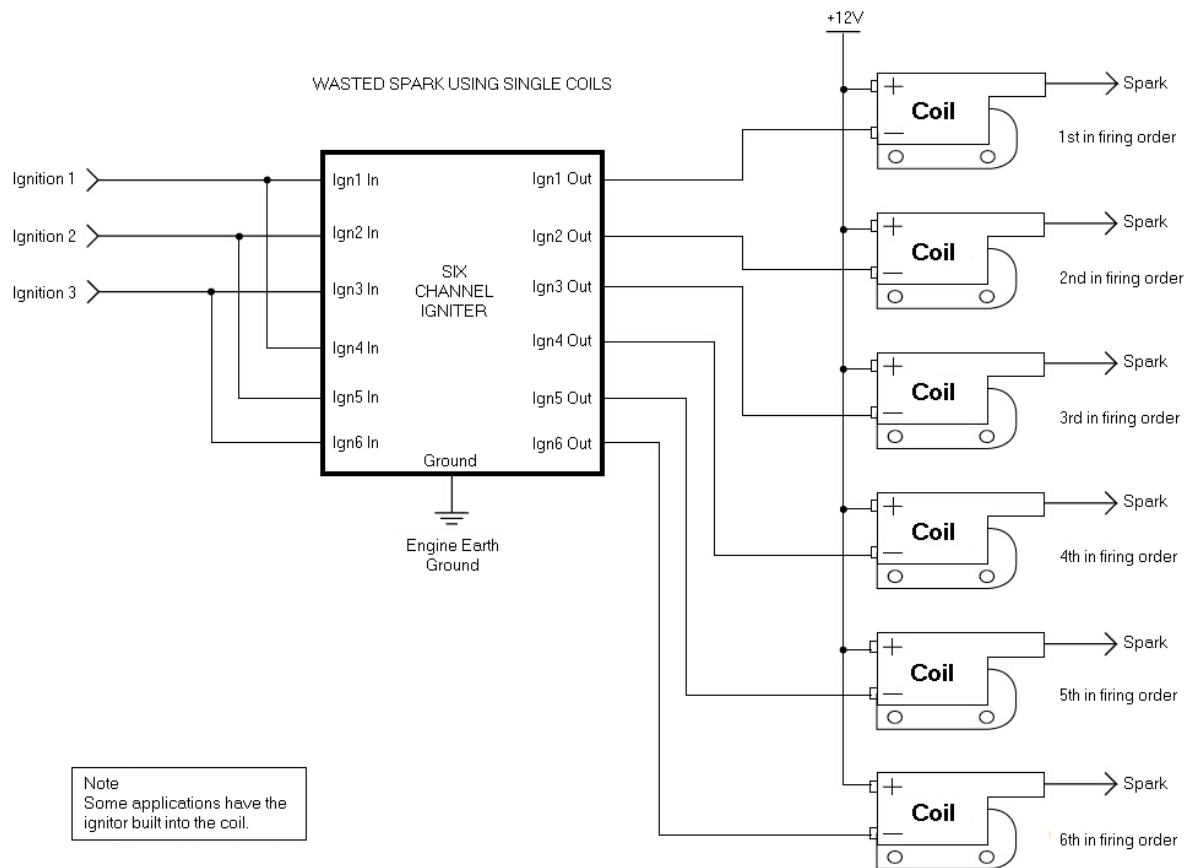 +12V
WASTED SPARK USING SINGLE COILS
Ignition 1
Ignition 2
Ignition 3
Ign1 In
Ign2 In
Ign3 In
Ign4 In
Ign5 In
Ign6 In
SIX
CHANNEL
IGNITER
Ign1 Out
Ign2 Out
Ign3 Out
Ign4 Out
Ign5 Out
Ign6 Out
Ground
Engine Earth
Ground
+
Coil
−
Spark
1st in firing order
+
Coil
−
Spark
2nd in firing order
+
Coil
−
Spark
3rd in firing order
+
Coil
−
Spark
4th in firing order
+
Coil
−
Spark
5th in firing order
+
Coil
−
Spark
6th in firing order
Note
Some applications have the
ignitor built into the coil.